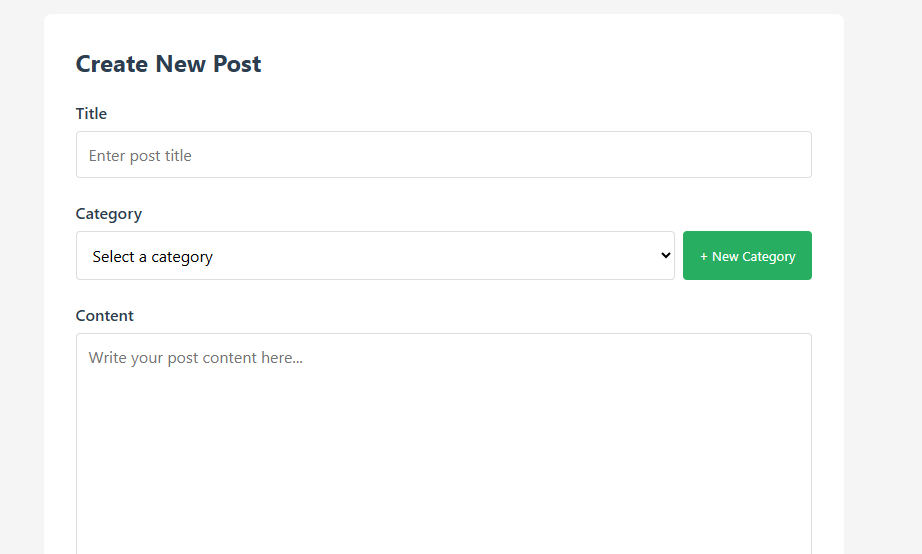 Create New Post
Title
Enter post title
Category
Select a category
+ New Category
Content
Write your post content here...